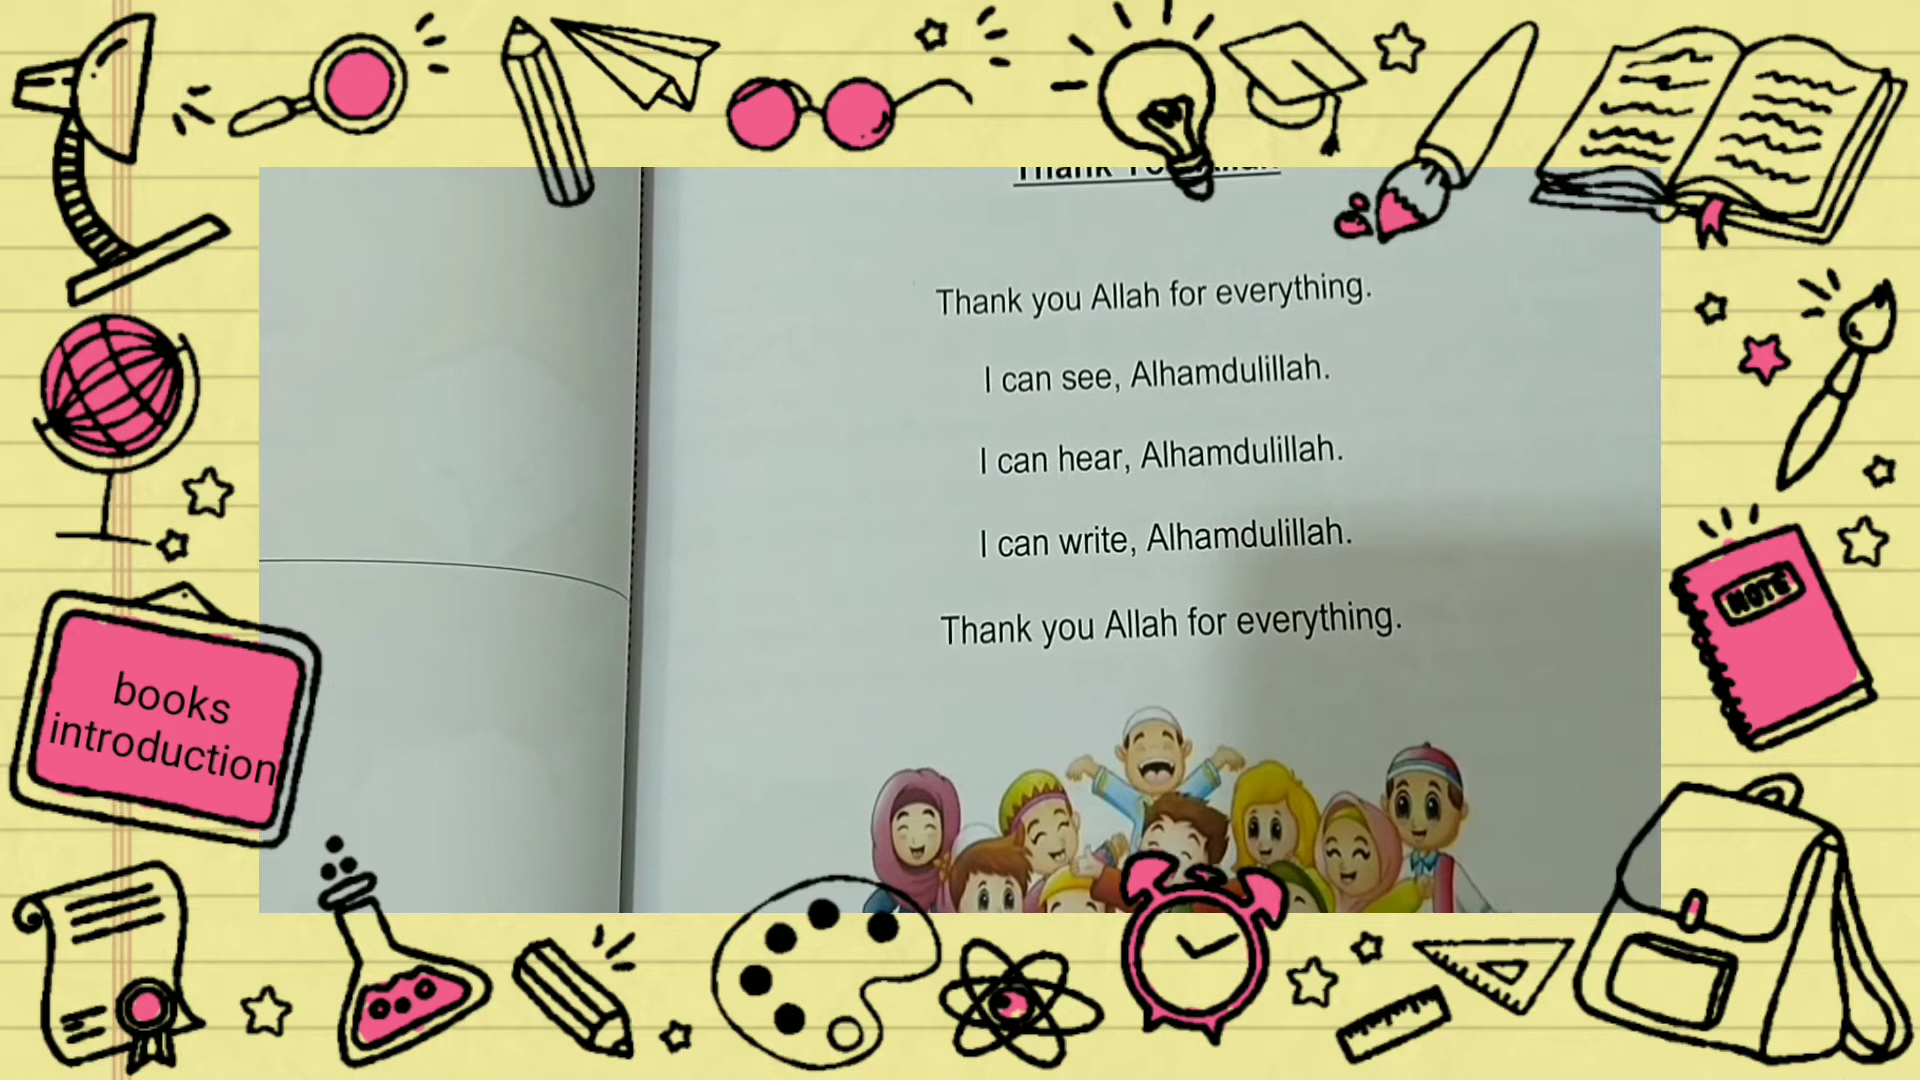 Thank you Allah for everything.
I can see, Alhamdulillah.
I can hear, Alhamdulillah.
I can write, Alhamdulillah.
Thank you Allah for everything.
books
introduction
NOTE